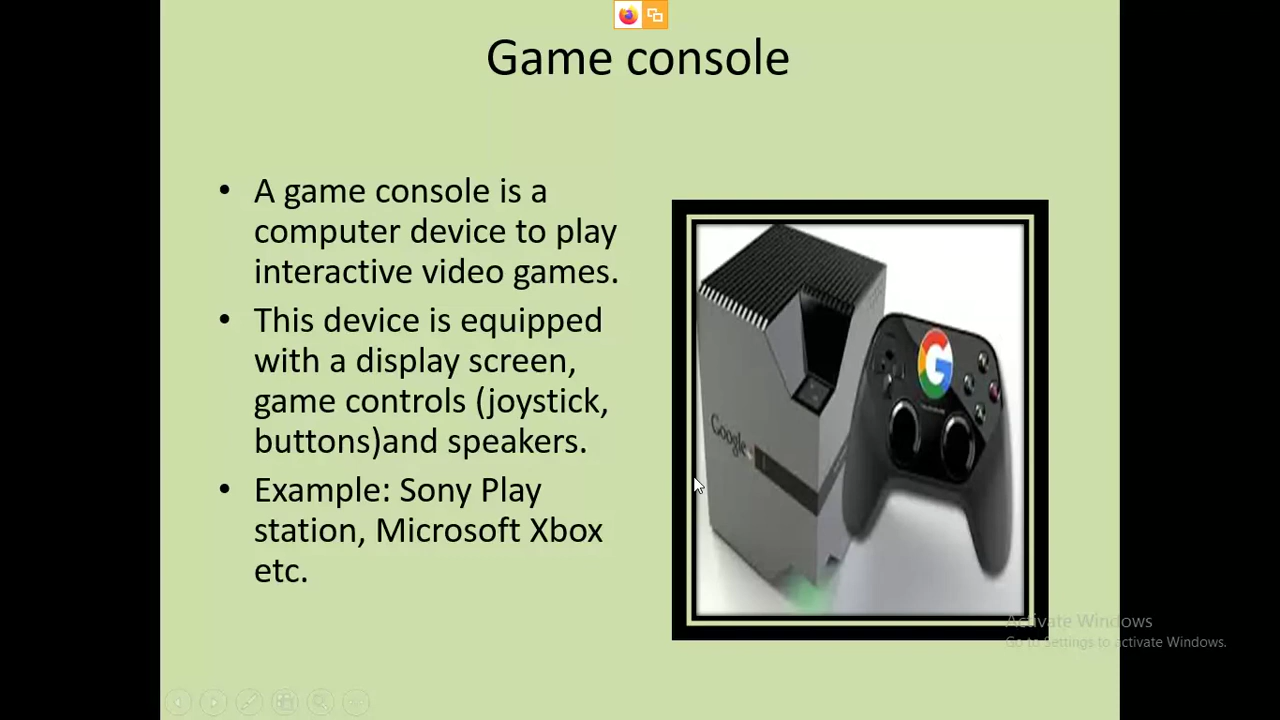 Game console
• A game console is a
computer device to play
interactive video games.
• This device is equipped
with a display screen,
game controls (joystick,
buttons)and speakers.
• Example: Sony Play
station, Microsoft Xbox
etc.
G
Google
Activate Windows
Go to Settings to activate Windows.